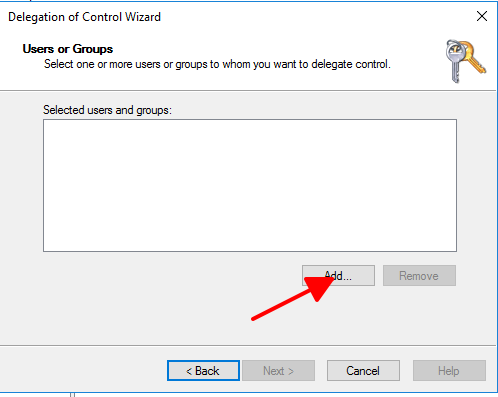 Delegation of Control Wizard
Users or Groups
Select one or more users or groups to whom you want to delegate control.
Selected users and groups:
Add...
Remove
< Back
Next >
Cancel
Help